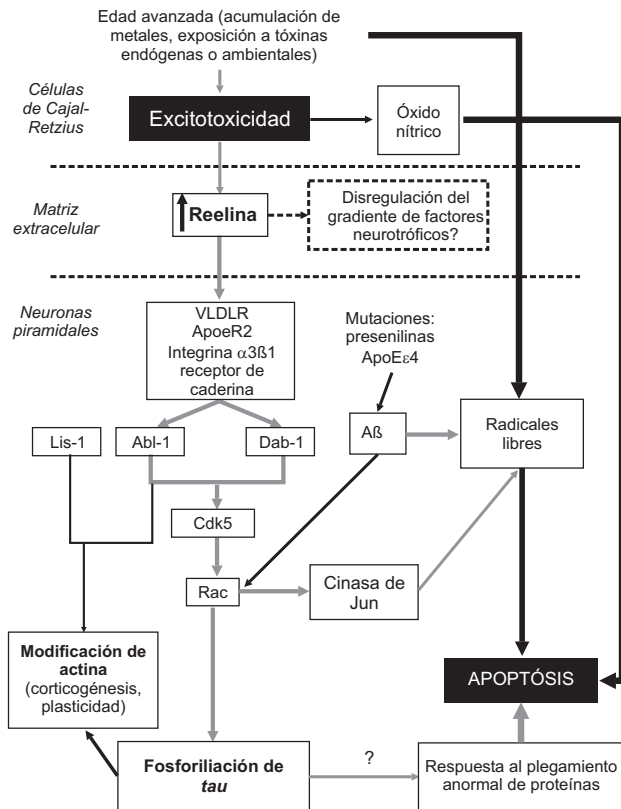 Edad avanzada (acumulación de
metales, exposición a tóxinas
endógenas o ambientales)
Células
de Cajal-
Retzius
Excitotoxicidad
Óxido
nítrico
Matriz
extracelular
Reelina
Disregulación del
gradiente de factores
neurotróficos?
Neuronas
piramidales
VLDLR
ApoeR2
Integrina α3ß1
receptor de
caderina
Mutaciones:
presenilinas
ApoEε4
Lis-1
Abl-1
Dab-1
Aß
Radicales
libres
Cdk5
Rac
Cinasa de
Jun
Modificación de
actina
(corticogénesis,
plasticidad)
APOPTÓSIS
Fosforiliación de
tau
?
Respuesta al plegamiento
anormal de proteínas